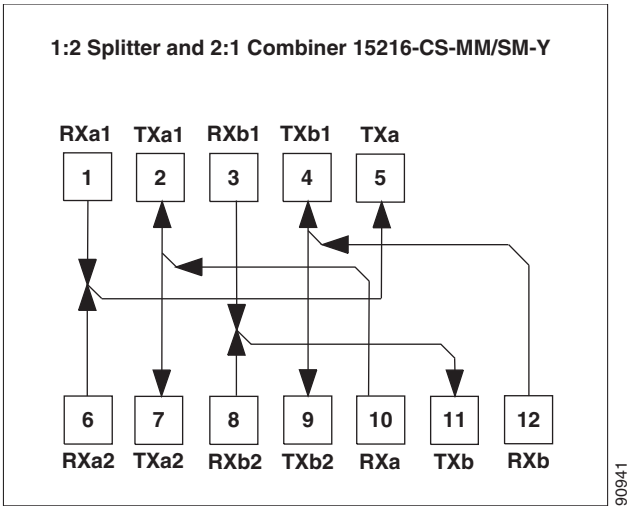 1:2 Splitter and 2:1 Combiner 15216-CS-MM/SM-Y
RXa1 TXa1 RXb1 TXb1 TXa
1 2 3 4 5
6 7 8 9 10 11 12
RXa2 TXa2 RXb2 TXb2 RXa TXb RXb
90941